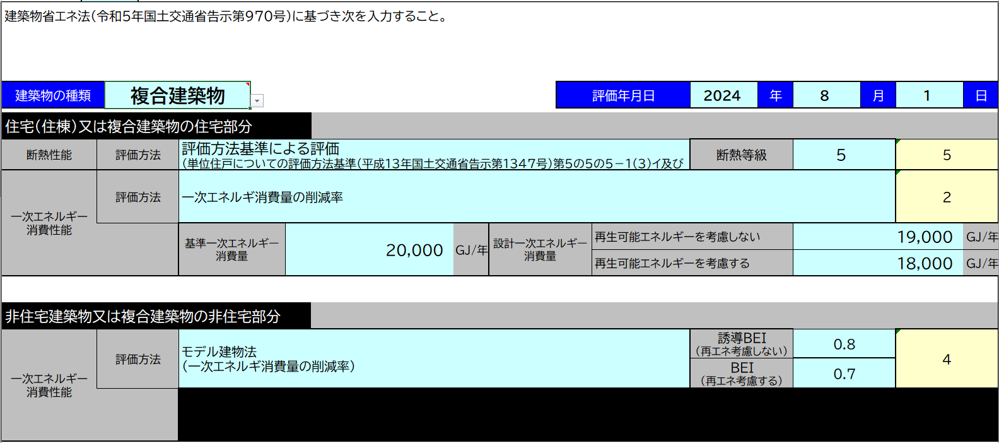 建築物省エネ法(令和5年国土交通省告示第970号)に基づき次を入力すること。
建築物の種類 複合建築物 評価年月日 2024 年 8 月 1 日
住宅(住棟)又は複合建築物の住宅部分
断熱性能 評価方法 評価方法基準による評価
(単位住戸についての評価方法基準(平成13年国土交通省告示第1347号)第5の5の5-1(3)イ及び
断熱等級 5 5
一次エネルギー
消費性能
評価方法 一次エネルギ消費量の削減率 2
基準一次エネルギー
消費量
20,000 GJ/年
設計一次エネルギー
消費量
再生可能エネルギーを考慮しない 19,000 GJ/年
再生可能エネルギーを考慮する 18,000 GJ/年
非住宅建築物又は複合建築物の非住宅部分
一次エネルギー
消費性能
評価方法
モデル建物法
(一次エネルギ消費量の削減率)
誘導BEI
(再エネ考慮しない)
0.8
BEI
(再エネ考慮する)
0.7
4